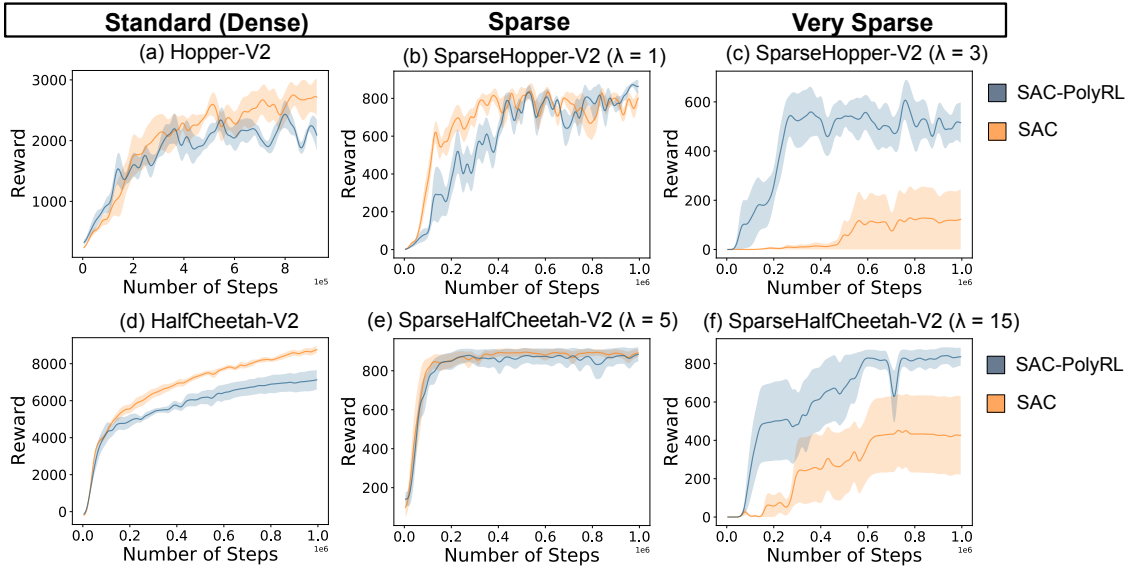 Standard (Dense) Sparse Very Sparse
(a) Hopper-V2
Reward
3000
2000
1000
0 2 4 6 8
1e5
Number of Steps
(b) SparseHopper-V2 (λ = 1)
Reward
800
600
400
200
0
0.0 0.2 0.4 0.6 0.8 1.0
1e6
Number of Steps
(c) SparseHopper-V2 (λ = 3)
Reward
600
400
200
0
0.0 0.2 0.4 0.6 0.8 1.0
1e6
Number of Steps
SAC-PolyRL
SAC
(d) HalfCheetah-V2
Reward
8000
6000
4000
2000
0
0.0 0.2 0.4 0.6 0.8 1.0
1e6
Number of Steps
(e) SparseHalfCheetah-V2 (λ = 5)
Reward
800
600
400
200
0.0 0.2 0.4 0.6 0.8 1.0
1e6
Number of Steps
(f) SparseHalfCheetah-V2 (λ = 15)
Reward
800
600
400
200
0
0.0 0.2 0.4 0.6 0.8 1.0
1e6
Number of Steps
SAC-PolyRL
SAC